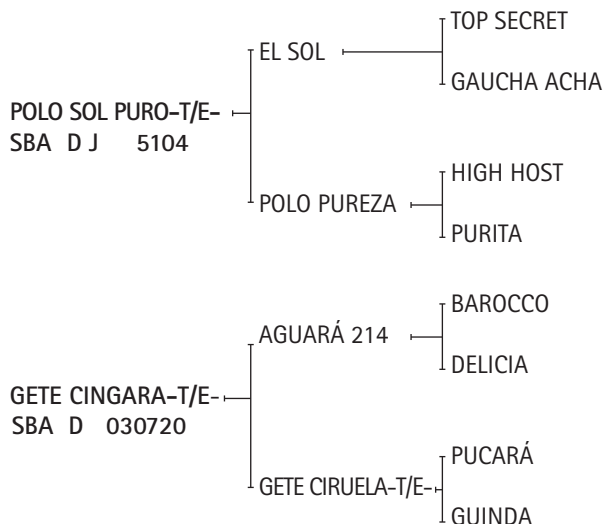 TOP SECRET
EL SOL
GAUCHA ACHA
POLO SOL PURO-T/E-
SBA D J 5104
HIGH HOST
POLO PUREZA
PURITA
BAROCCO
AGUARÁ 214
DELICIA
GETE CINGARA-T/E-
SBA D 030720
PUCARÁ
GETE CIRUELA-T/E-
GUINDA